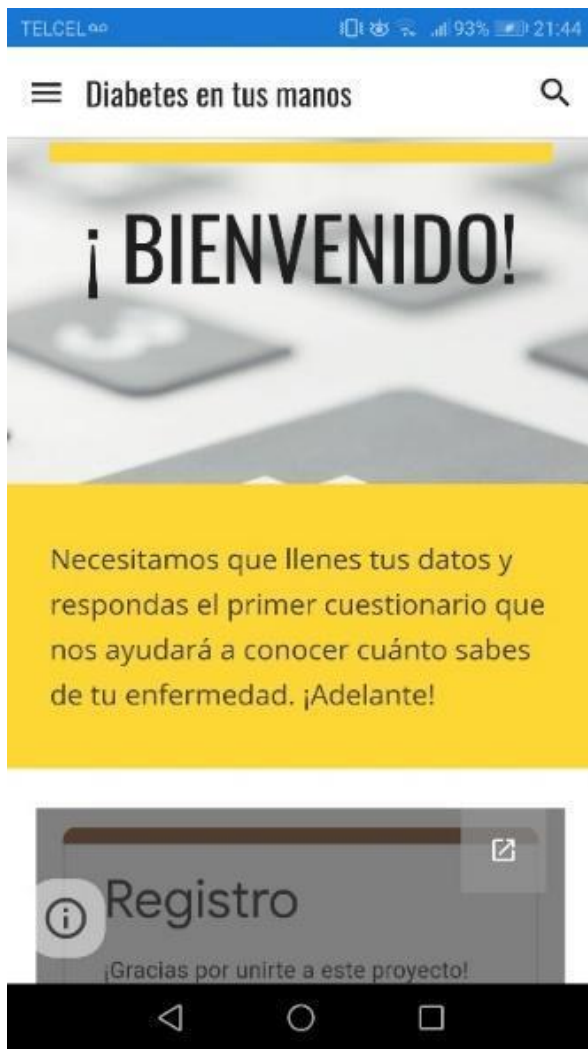 TELCEL
93% 21:44
Diabetes en tus manos
¡ BIENVENIDO!
Necesitamos que llenes tus datos y
respondas el primer cuestionario que
nos ayudará a conocer cuánto sabes
de tu enfermedad. ¡Adelante!
Registro
¡Gracias por unirte a este proyecto!